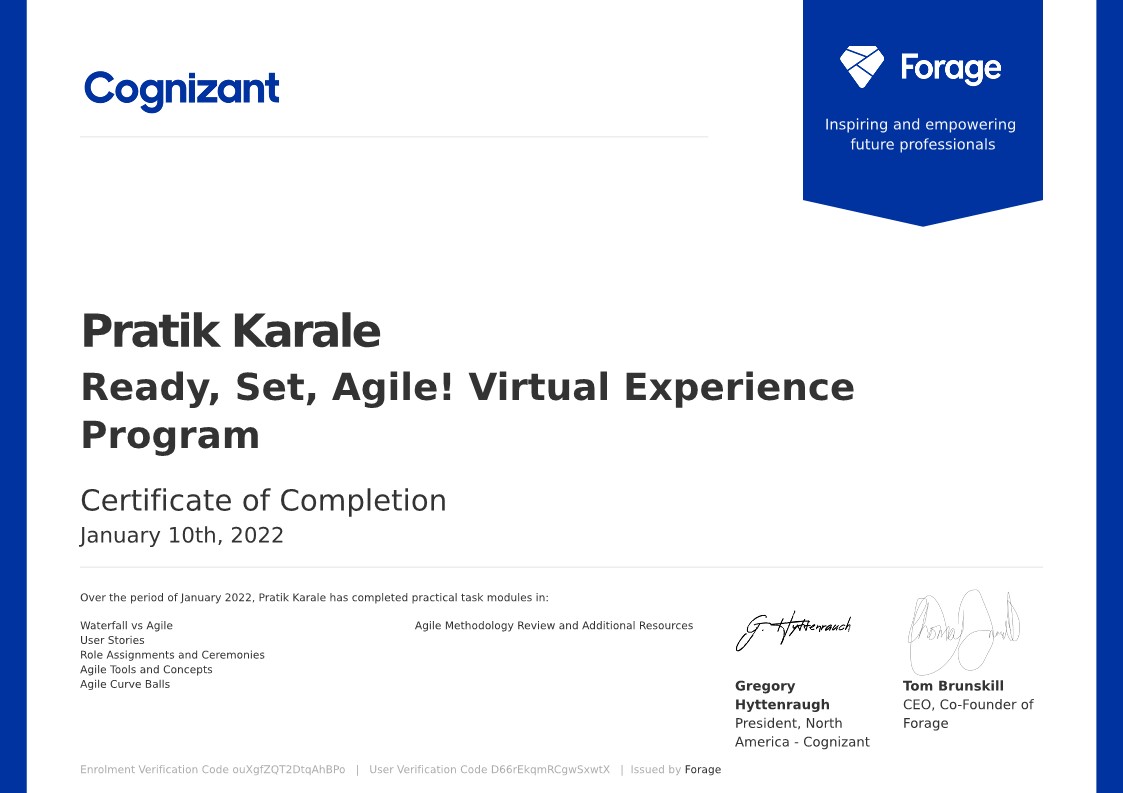 Cognizant
Forage
Inspiring and empowering
future professionals
Pratik Karale
Ready, Set, Agile! Virtual Experience
Program
Certificate of Completion
January 10th, 2022
Over the period of January 2022, Pratik Karale has completed practical task modules in:
Waterfall vs Agile
User Stories
Role Assignments and Ceremonies
Agile Tools and Concepts
Agile Curve Balls
Agile Methodology Review and Additional Resources
G. Hyttenrauch
Gregory
Hyttenraugh
President, North
America - Cognizant
Tom Brunskill
CEO, Co-Founder of
Forage
Enrolment Verification Code ouXgfZQT2DtqAhBPo | User Verification Code D66rEkqmRCgwSxwtX | Issued by Forage